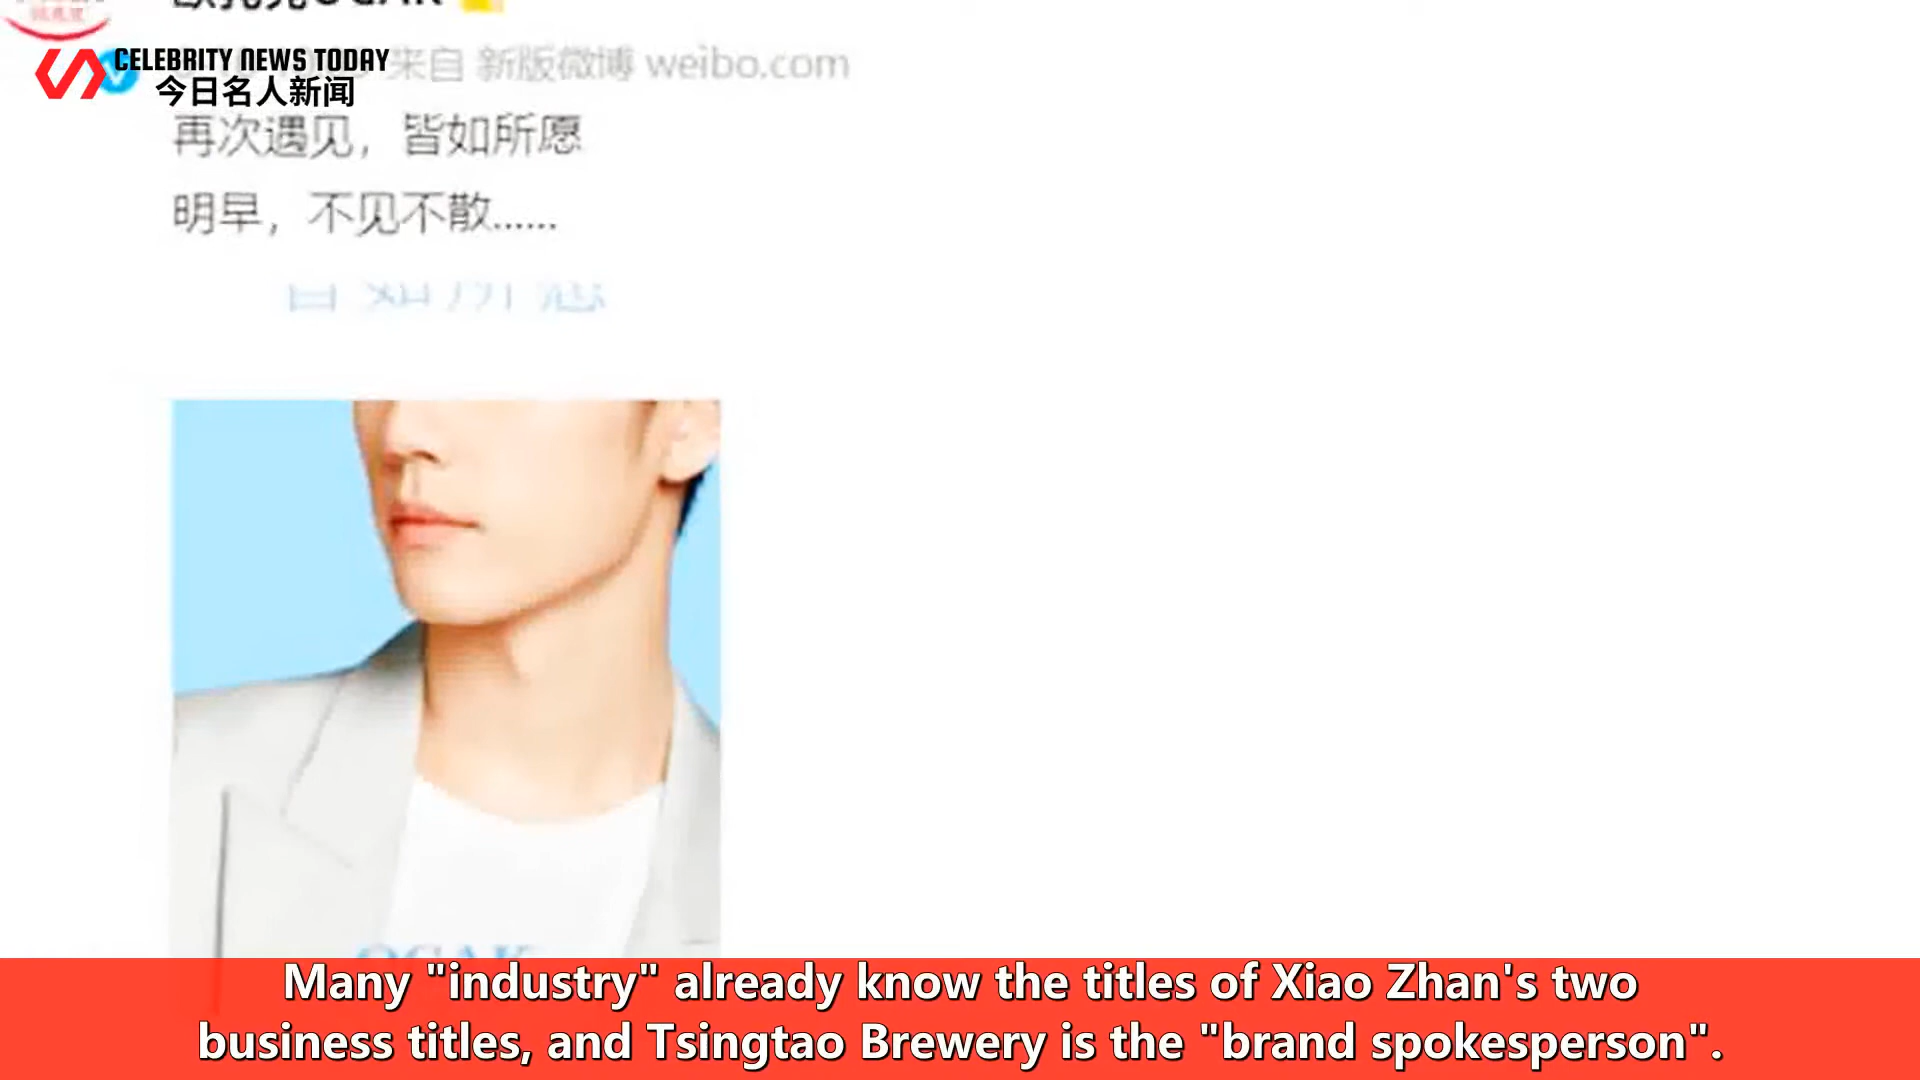 CELEBRITY NEWS TODAY
今日名人新闻
来自 新版微博 weibo.com
再次遇见，皆如所愿
明早，不见不散......
Many "industry" already know the titles of Xiao Zhan's two
business titles, and Tsingtao Brewery is the "brand spokesperson".